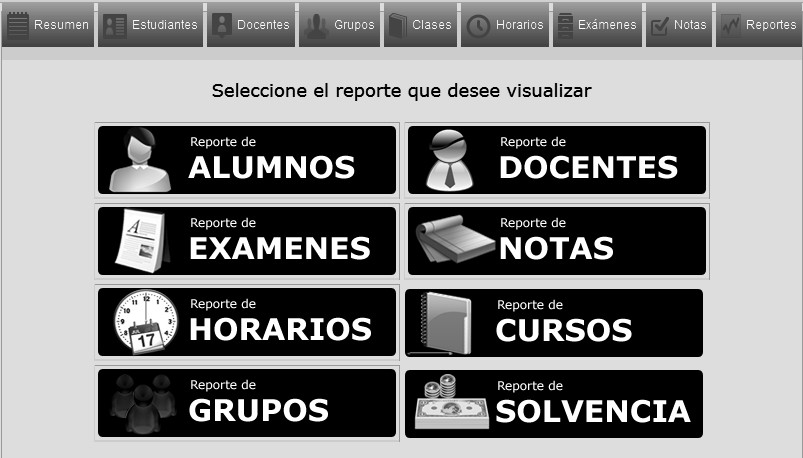 Resumen
Estudiantes
Docentes
Grupos
Clases
Horarios
Exámenes
Notas
Reportes
Seleccione el reporte que desee visualizar
Reporte de
ALUMNOS
Reporte de
DOCENTES
Reporte de
EXAMENES
Reporte de
NOTAS
Reporte de
HORARIOS
17
Reporte de
CURSOS
Reporte de
GRUPOS
Reporte de
SOLVENCIA